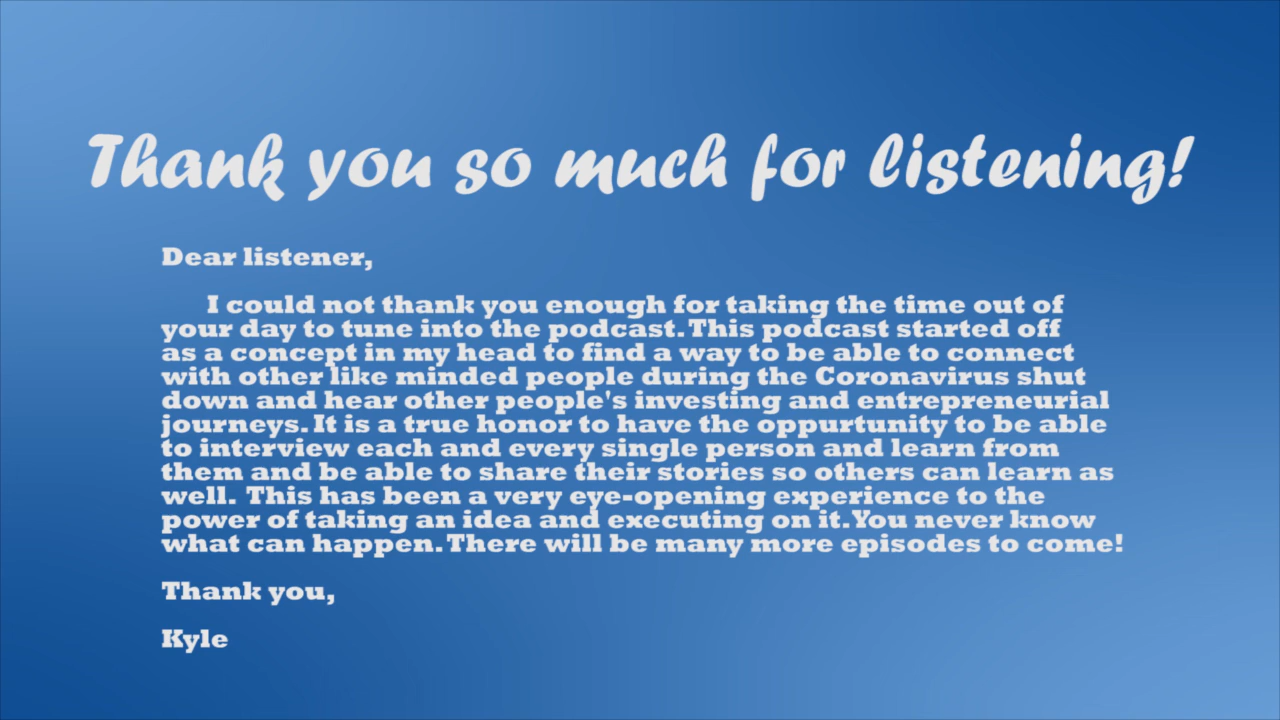 Thank you so much for listening!
Dear listener,
I could not thank you enough for taking the time out of
your day to tune into the podcast. This podcast started off
as a concept in my head to find a way to be able to connect
with other like minded people during the Coronavirus shut
down and hear other people's investing and entrepreneurial
journeys. It is a true honor to have the oppurtunity to be able
to interview each and every single person and learn from
them and be able to share their stories so others can learn as
well. This has been a very eye-opening experience to the
power of taking an idea and executing on it. You never know
what can happen. There will be many more episodes to come!
Thank you,
Kyle